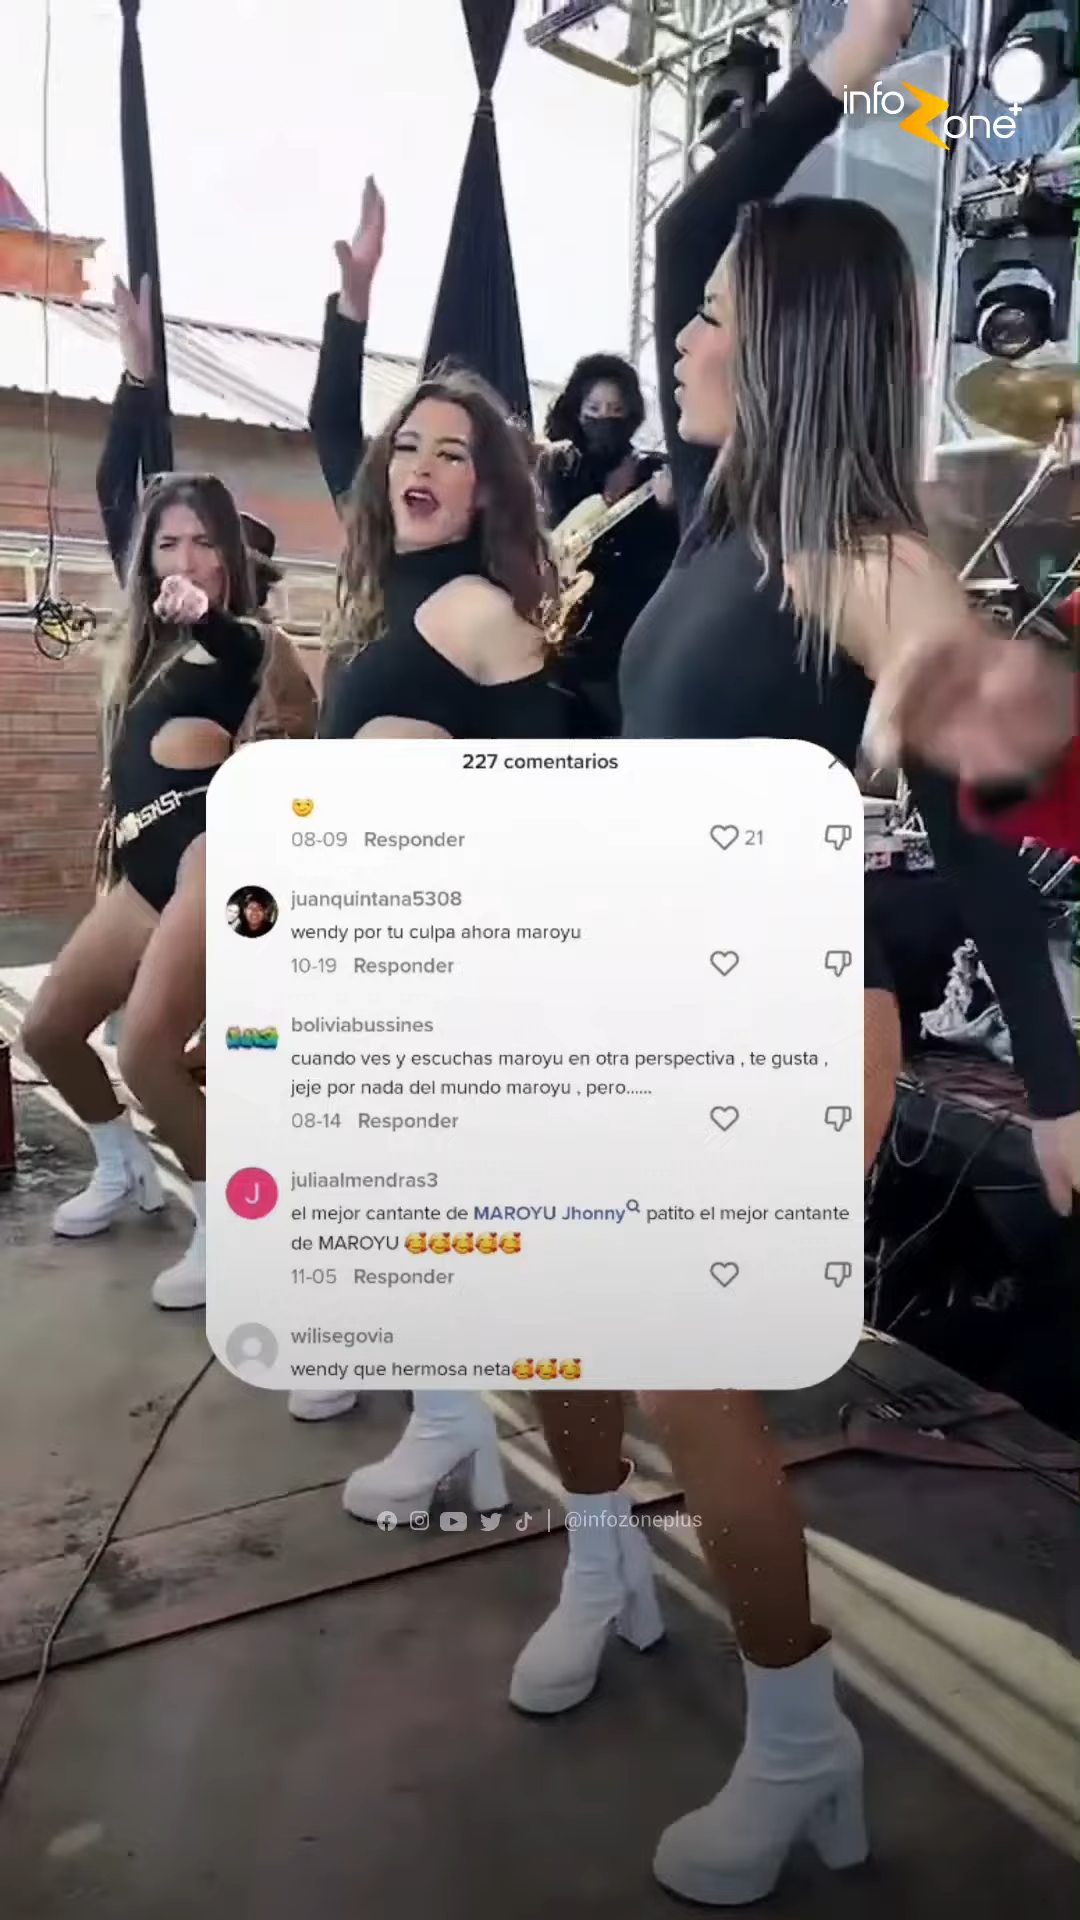 info
Zone+
227 comentarios
😏
08-09 Responder 21
juanquintana5308
wendy por tu culpa ahora maroyu
10-19 Responder
boliviabussines
cuando ves y escuchas maroyu en otra perspectiva , te gusta ,
jeje por nada del mundo maroyu , pero......
08-14 Responder
J
juliaalmendras3
el mejor cantante de MAROYU Jhonny patito el mejor cantante
de MAROYU 🥰🥰🥰🥰🥰
11-05 Responder
wilisegovia
wendy que hermosa neta🥰🥰🥰
| @infozoneplus